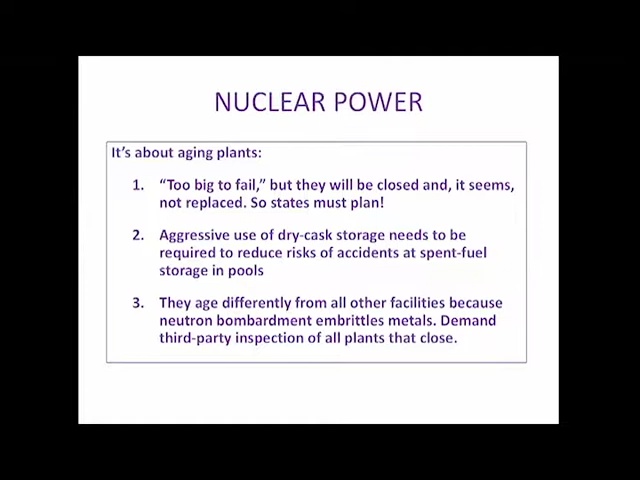 NUCLEAR POWER
It's about aging plants:
1. “Too big to fail,” but they will be closed and, it seems,
not replaced. So states must plan!
2. Aggressive use of dry-cask storage needs to be
required to reduce risks of accidents at spent-fuel
storage in pools
3. They age differently from all other facilities because
neutron bombardment embrittles metals. Demand
third-party inspection of all plants that close.